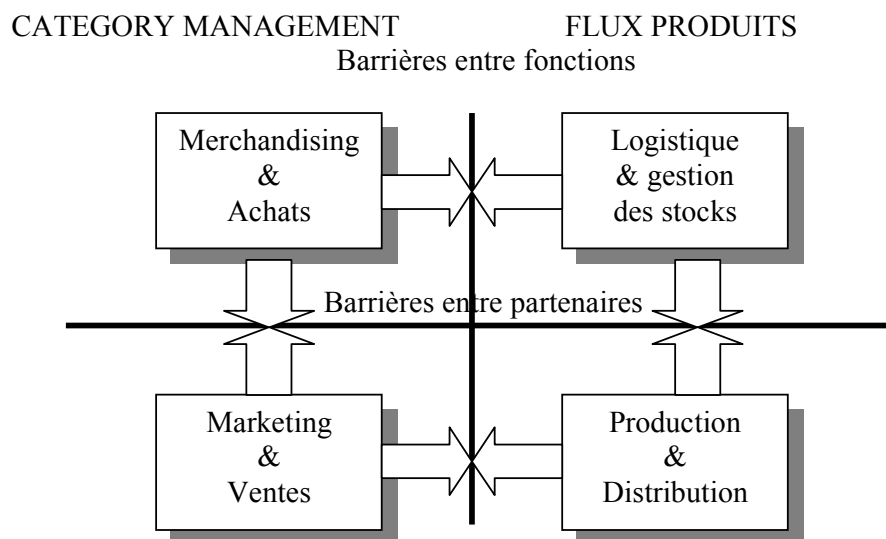 CATEGORY MANAGEMENT
FLUX PRODUITS
Barrières entre fonctions
Merchandising
&
Achats
Logistique
& gestion
des stocks
Barrières entre partenaires
Marketing
&
Ventes
Production
&
Distribution